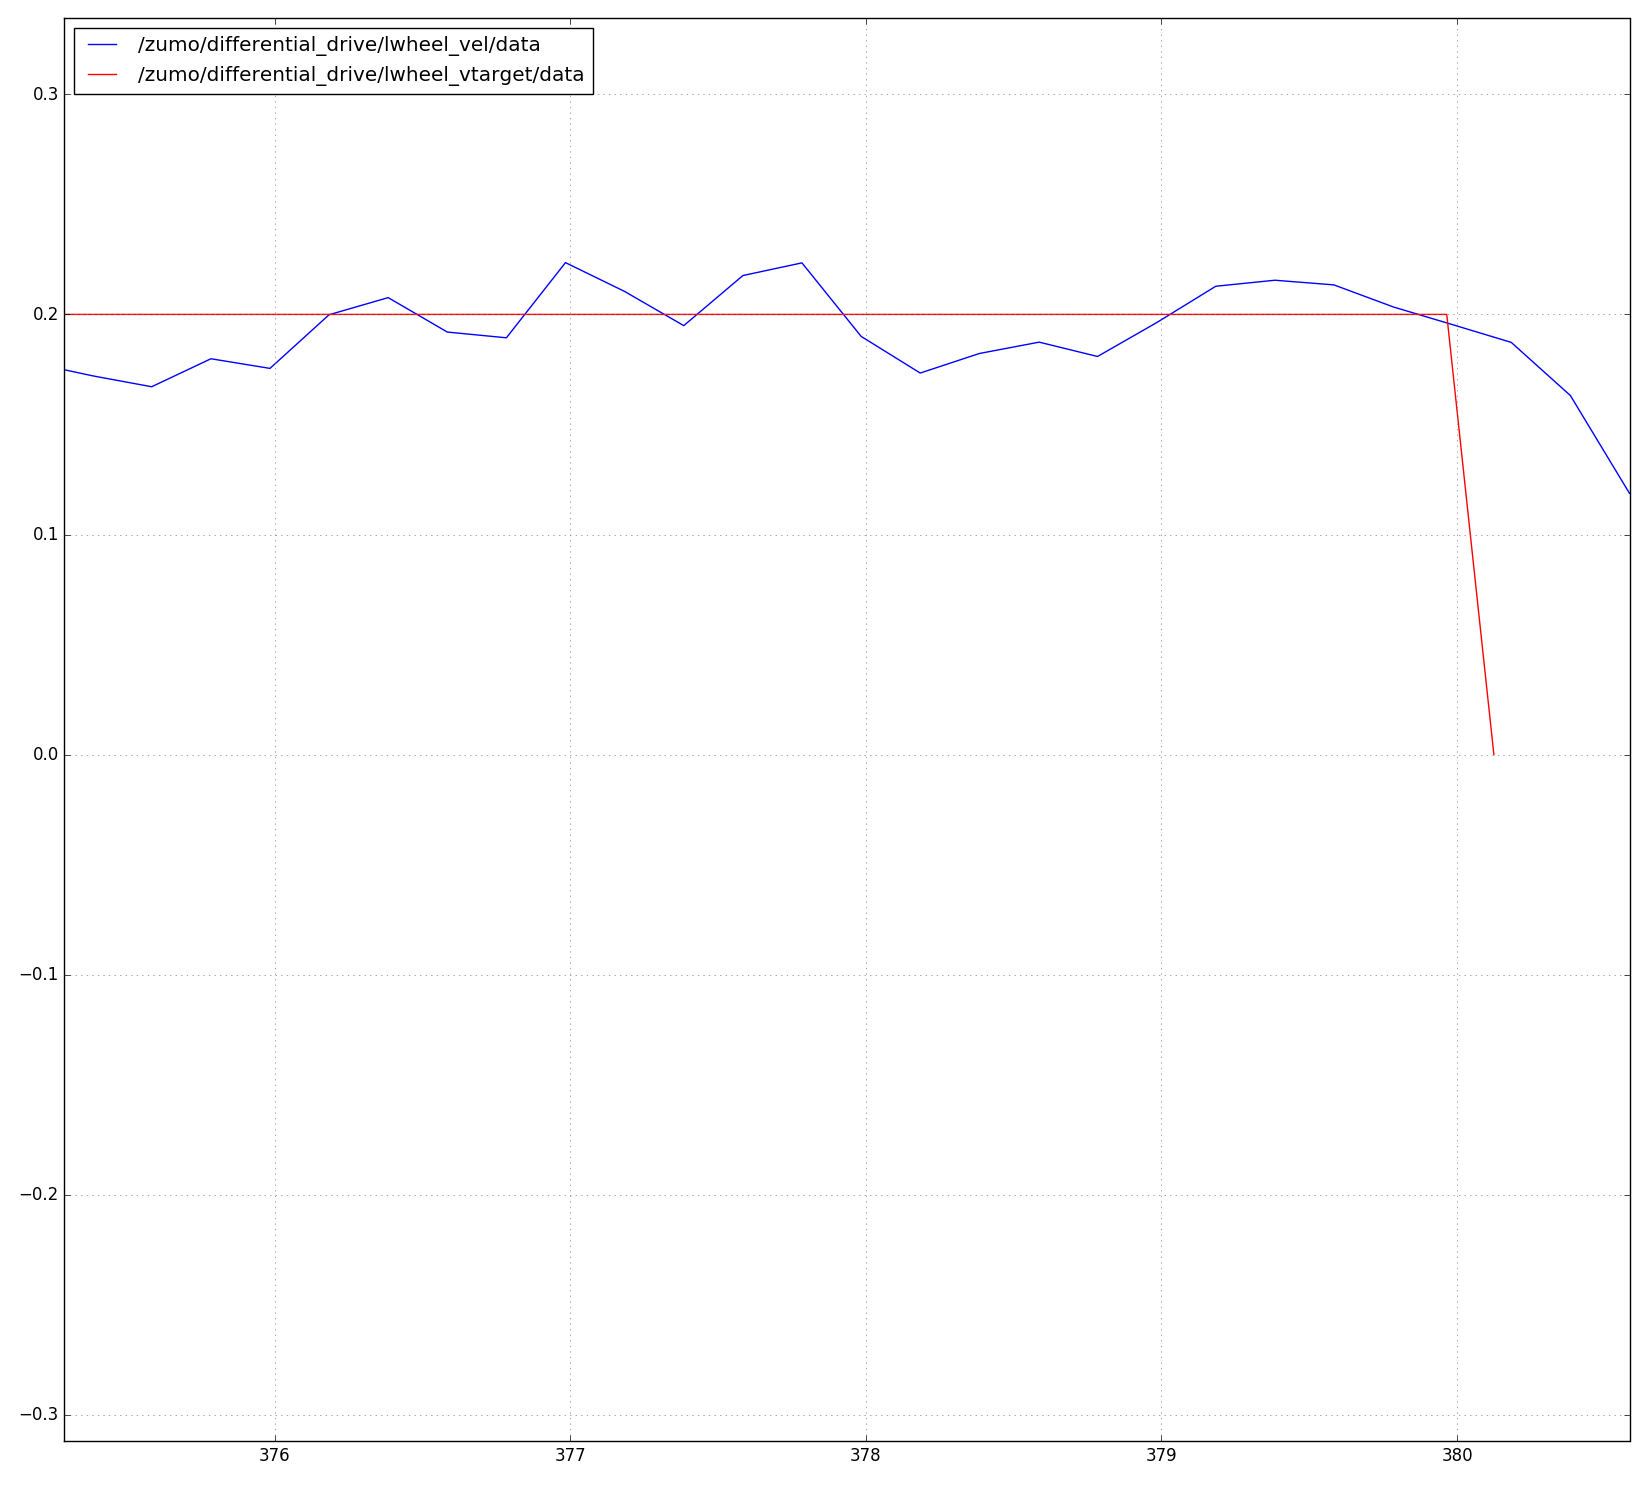 /zumo/differential_drive/lwheel_vel/data
/zumo/differential_drive/lwheel_vtarget/data
0.3
0.2
0.1
0.0
−0.1
−0.2
−0.3
376 377 378 379 380